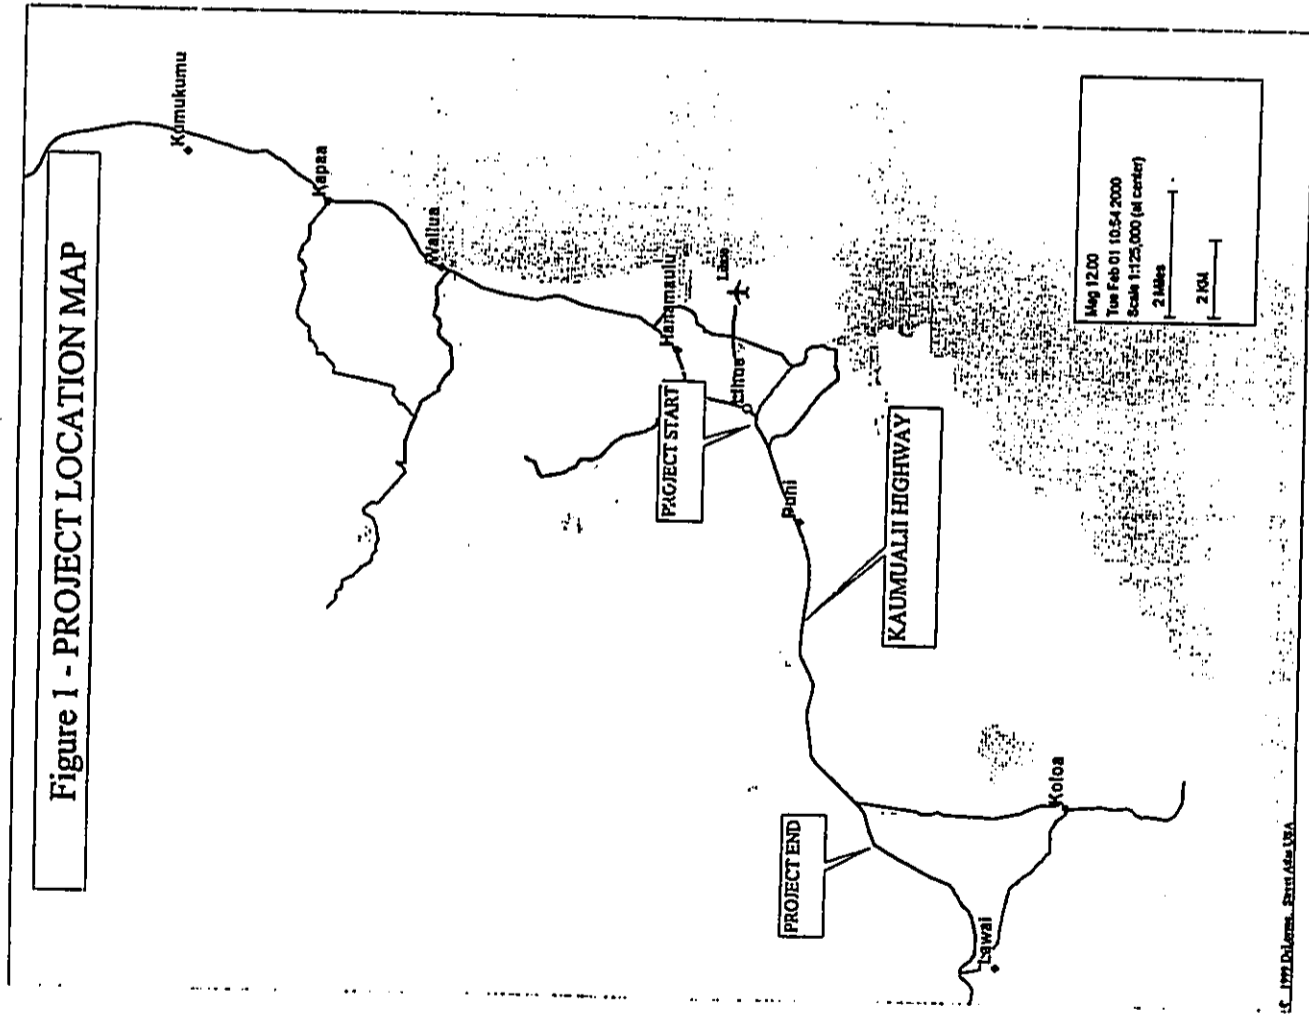 Figure 1 - PROJECT LOCATION MAP
Kumukumu
Kapaa
Wailua
Hanamaulu
Lihue
Lihue
PROJECT START
Puhi
KAUMUALII HIGHWAY
PROJECT END
Koloa
Lawai
Mag 12.00
Tue Feb 01 10:54 2000
Scale 1:125,000 (at center)
2 Miles
2 KM
1999 DeLorme. Street Atlas USA